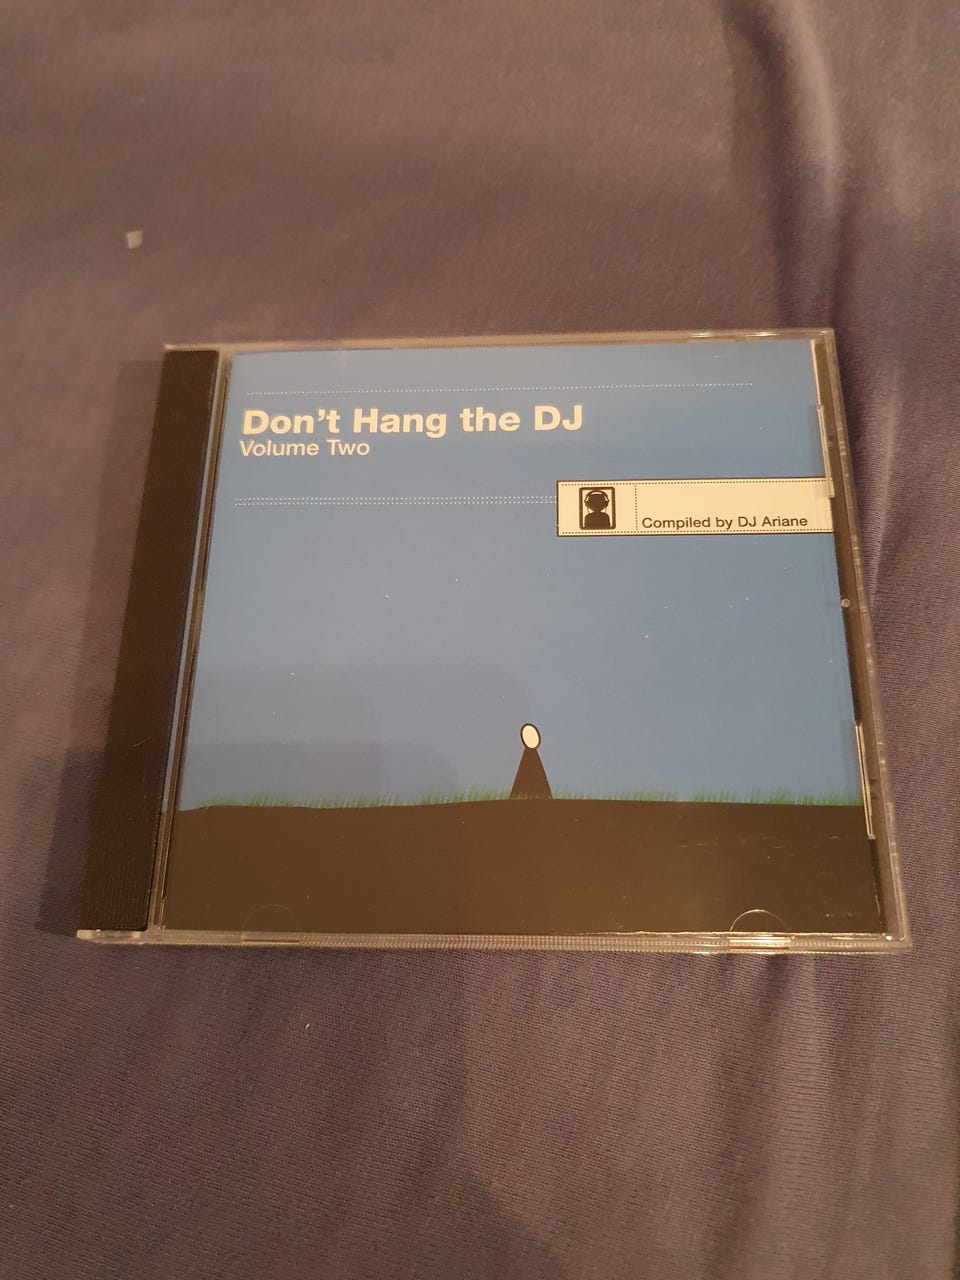 Don't Hang the DJ
Volume Two
Compiled by DJ Ariane